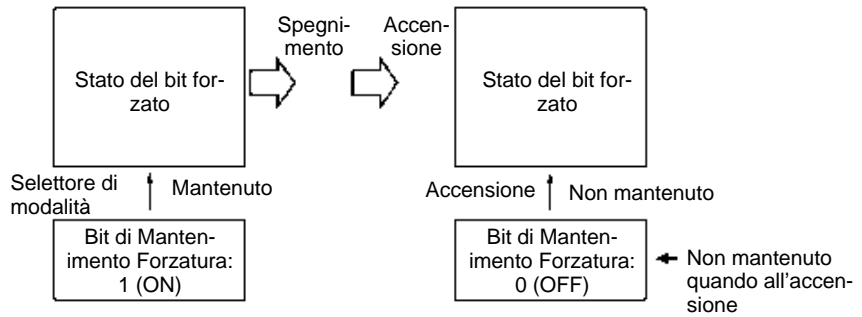 Spegni-
mento
Accen-
sione
Stato del bit for-
zato
Stato del bit for-
zato
Selettore di
modalità
Mantenuto
Accensione
Non mantenuto
Bit di Manten-
imento Forzatura:
1 (ON)
Bit di Manten-
imento Forzatura:
0 (OFF)
Non mantenuto
quando all'accen-
sione